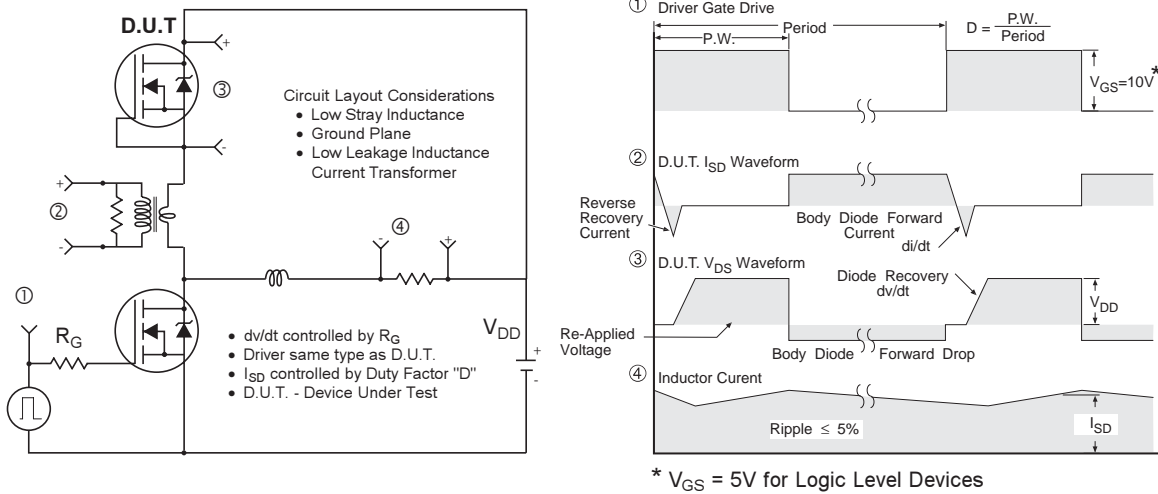 D.U.T
+
③
-
Circuit Layout Considerations
• Low Stray Inductance
• Ground Plane
• Low Leakage Inductance
Current Transformer
+
②
-
④
- +
①
R_G
V_DD
+
-
• dv/dt controlled by R_G
• Driver same type as D.U.T.
• I_SD controlled by Duty Factor "D"
• D.U.T. - Device Under Test
① Driver Gate Drive
Period
P.W.
D = P.W.
Period
V_GS=10V *
② D.U.T. I_SD Waveform
Reverse
Recovery
Current
Body Diode Forward
Current
di/dt
③ D.U.T. V_DS Waveform
Diode Recovery
dv/dt
V_DD
Re-Applied
Voltage
Body Diode Forward Drop
④ Inductor Curent
I_SD
Ripple ≤ 5%
* V_GS = 5V for Logic Level Devices